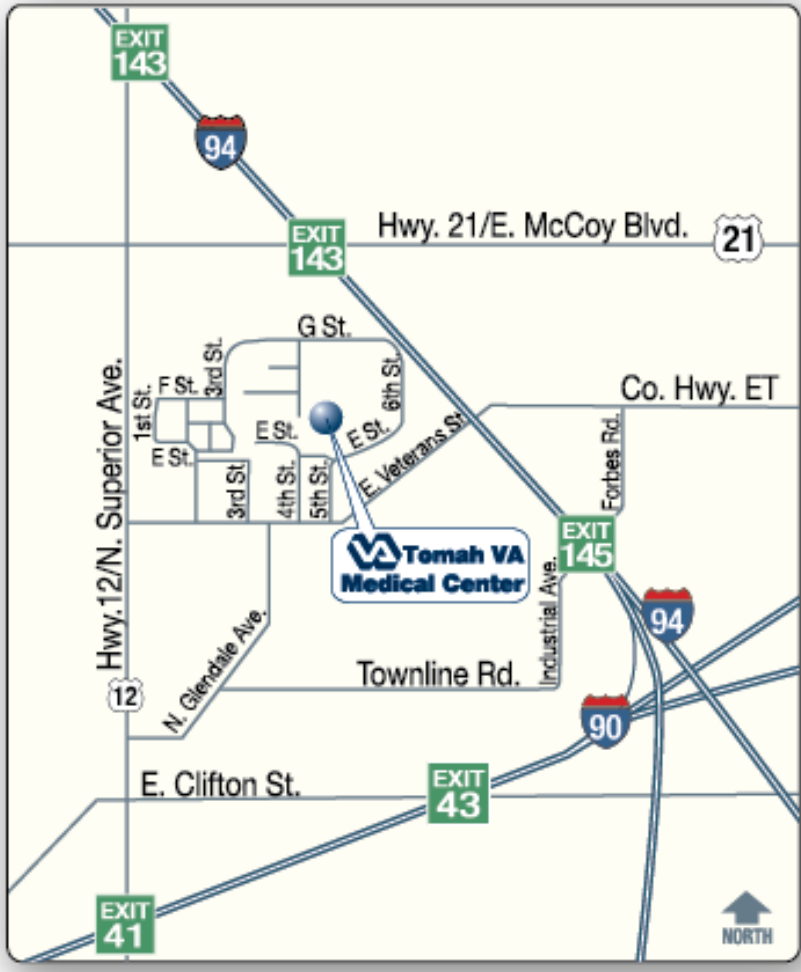 EXIT
143
94
EXIT
143
Hwy. 21/E. McCoy Blvd.
21
G St.
3rd St.
F St.
1st St.
6th St.
Co. Hwy. ET
Hwy.12/N. Superior Ave.
E St.
E St.
E St.
E. Veterans St
Forbes Rd.
3rd St
4th St.
5th St.
EXIT
145
VA Tomah VA
Medical Center
Industrial Ave.
94
N. Glendale Ave.
Townline Rd.
12
90
E. Clifton St.
EXIT
43
EXIT
41
NORTH